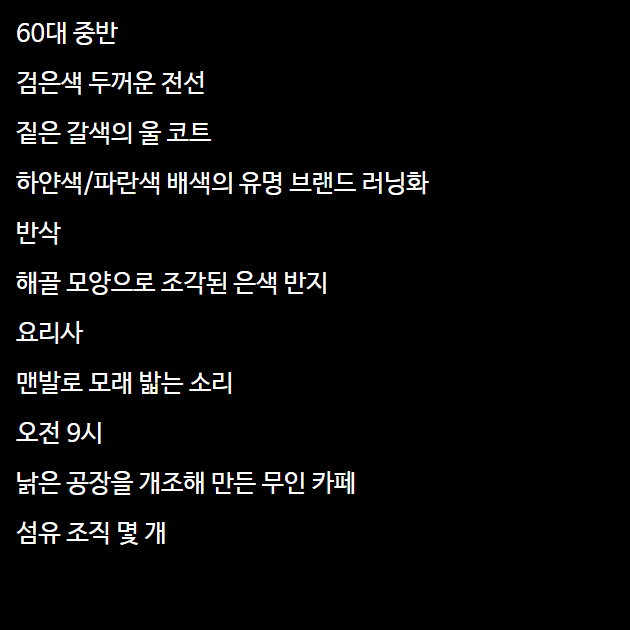 60대 중반
검은색 두꺼운 전선
짙은 갈색의 울 코트
하얀색/파란색 배색의 유명 브랜드 러닝화
반삭
해골 모양으로 조각된 은색 반지
요리사
맨발로 모래 밟는 소리
오전 9시
낡은 공장을 개조해 만든 무인 카페
섬유 조직 몇 개